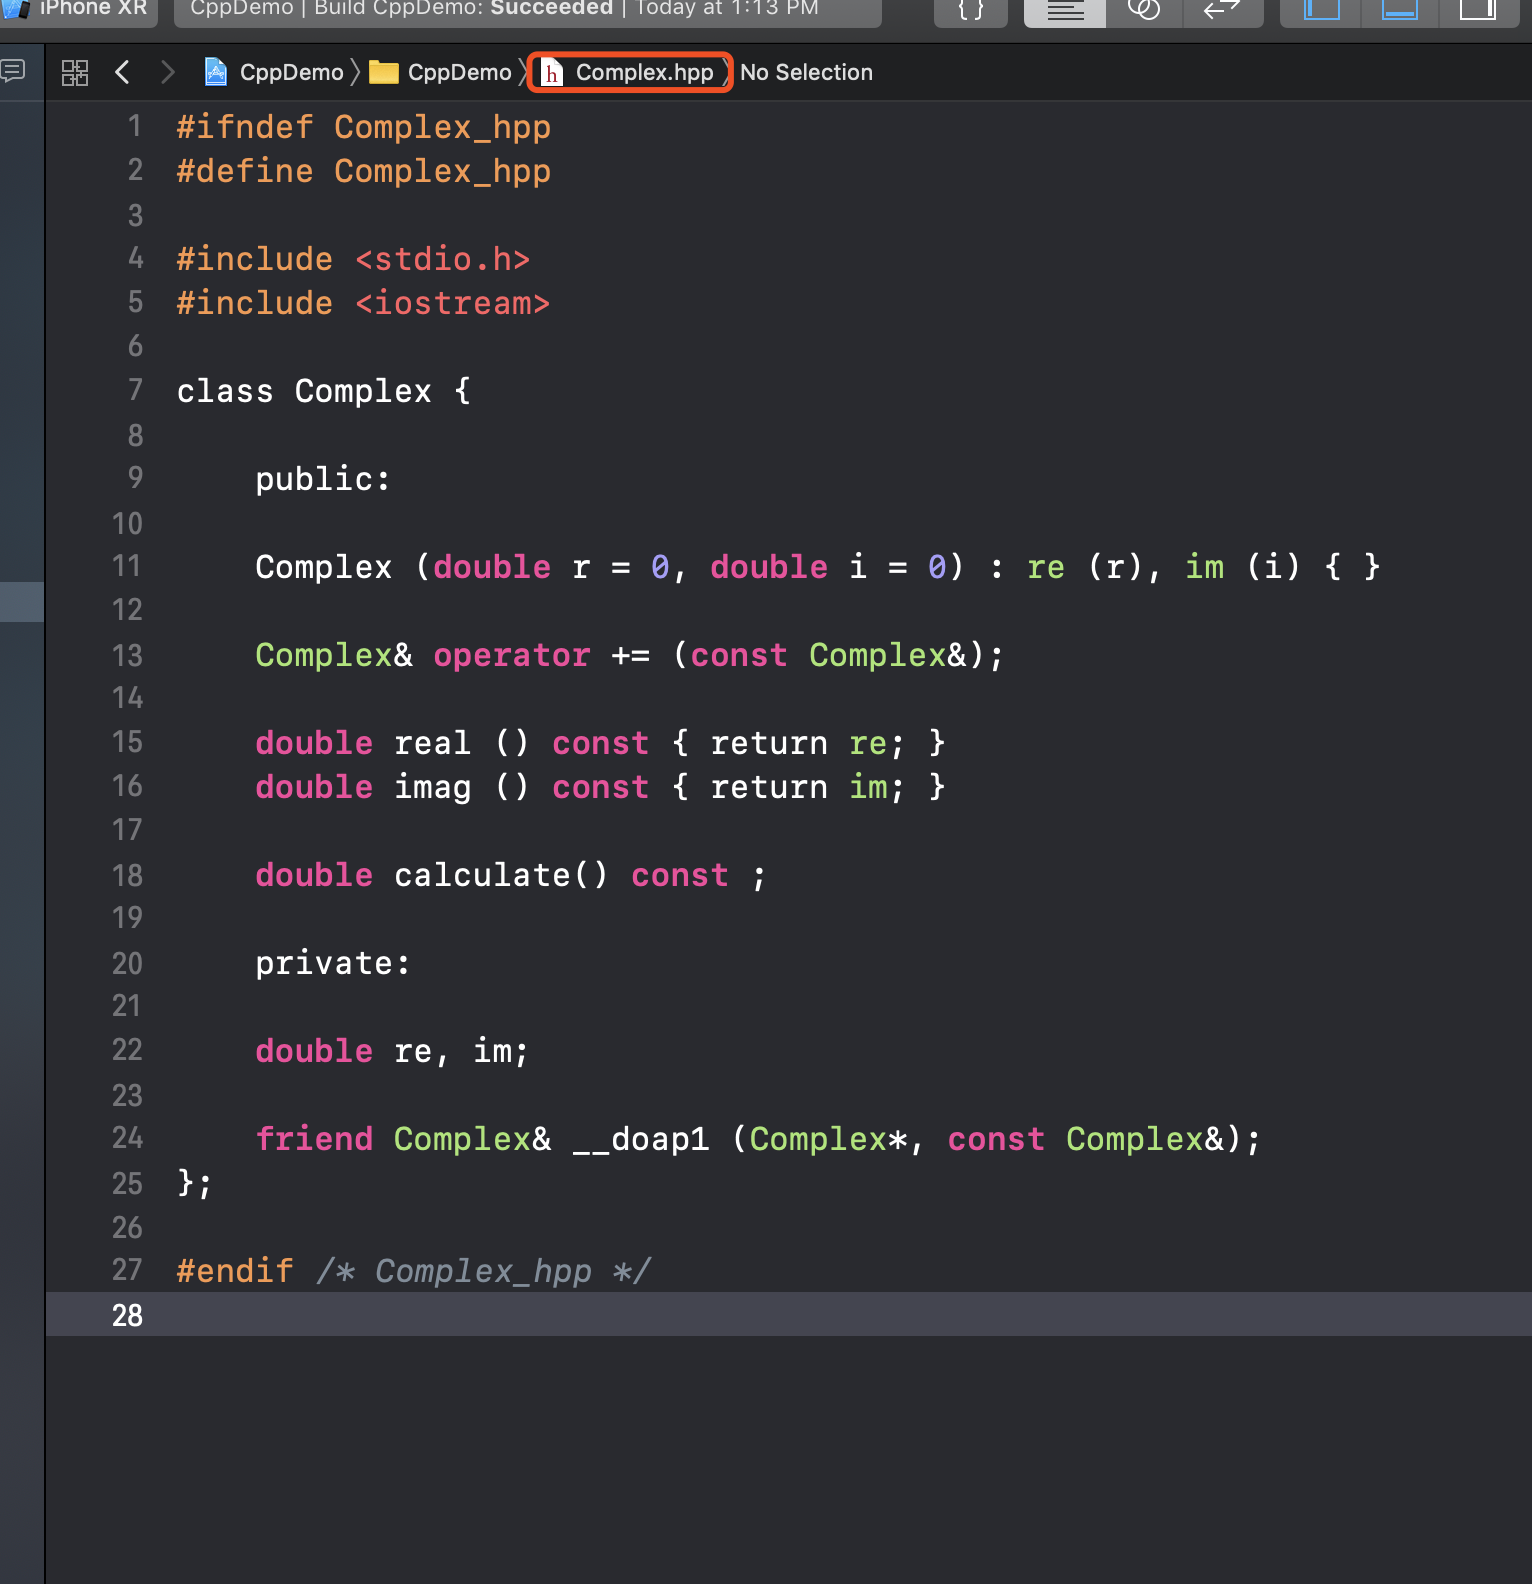 iPhone XR
CppDemo | Build CppDemo: Succeeded | Today at 1:13 PM
{}
CppDemo 〉 CppDemo 〉 h Complex.hpp 〉 No Selection
1 #ifndef Complex_hpp
2 #define Complex_hpp
3
4 #include <stdio.h>
5 #include <iostream>
6
7 class Complex {
8
9 public:
10
11 Complex (double r = 0, double i = 0) : re (r), im (i) { }
12
13 Complex& operator += (const Complex&);
14
15 double real () const { return re; }
16 double imag () const { return im; }
17
18 double calculate() const ;
19
20 private:
21
22 double re, im;
23
24 friend Complex& __doap1 (Complex*, const Complex&);
25 };
26
27 #endif /* Complex_hpp */
28